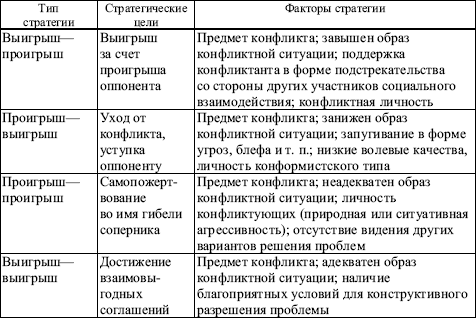 Тип стратегии
Стратегические цели
Факторы стратегии
Выигрыш—
проигрыш
Выигрыш
за счет
проигрыша
оппонента
Предмет конфликта; завышен образ
конфликтной ситуации; поддержка
конфликтанта в форме подстрекательства
со стороны других участников социального
взаимодействия; конфликтная личность
Проигрыш—
выигрыш
Уход от
конфликта,
уступка
оппоненту
Предмет конфликта; занижен образ
конфликтной ситуации; запугивание в форме
угроз, блефа и т. п.; низкие волевые качества,
личность конформистского типа
Проигрыш—
проигрыш
Самопожерт-
вование
во имя гибели
соперника
Предмет конфликта; неадекватен образ
конфликтной ситуации; личность
конфликтующих (природная или ситуативная
агрессивность); отсутствие видения других
вариантов решения проблем
Выигрыш—
выигрыш
Достижение
взаимовы-
годных
соглашений
Предмет конфликта; адекватен образ
конфликтной ситуации; наличие
благоприятных условий для конструктивного
разрешения проблемы